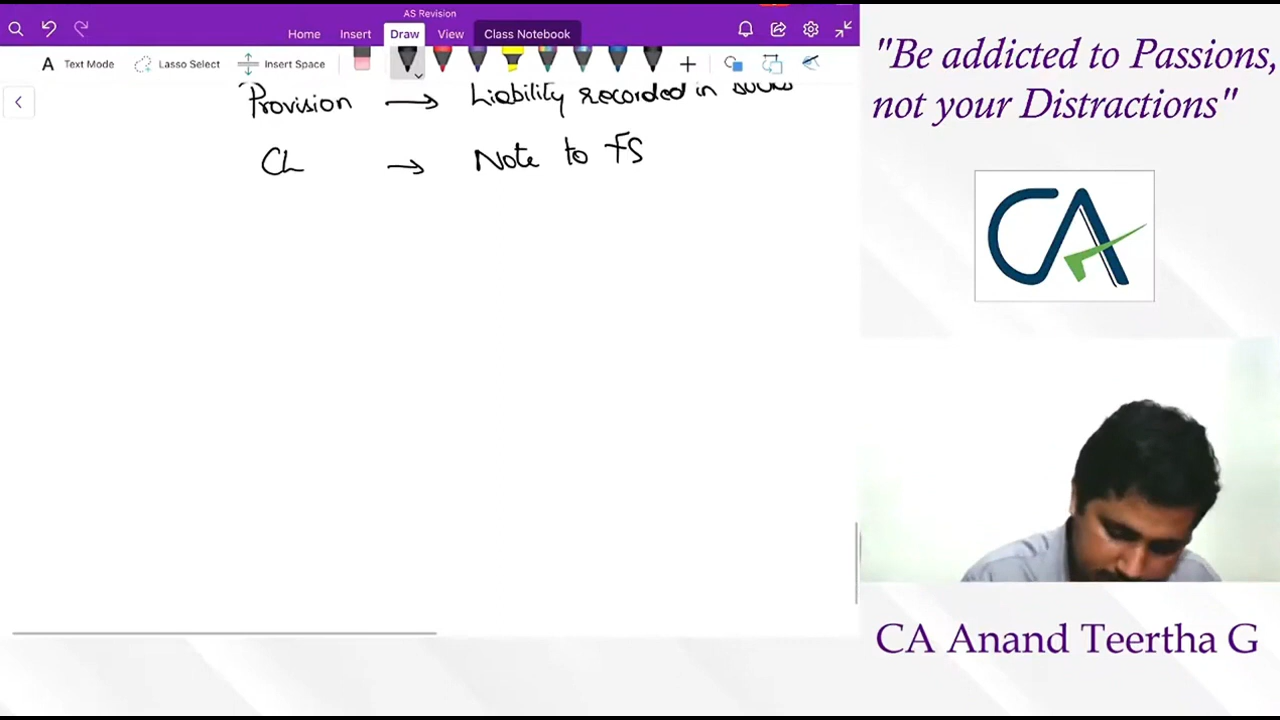 AS Revision
Home Insert Draw View Class Notebook
A Text Mode Lasso Select Insert Space
Provision → Liability recorded in books
CL → Note to FS
"Be addicted to Passions,
not your Distractions"
CA
CA Anand Teertha G